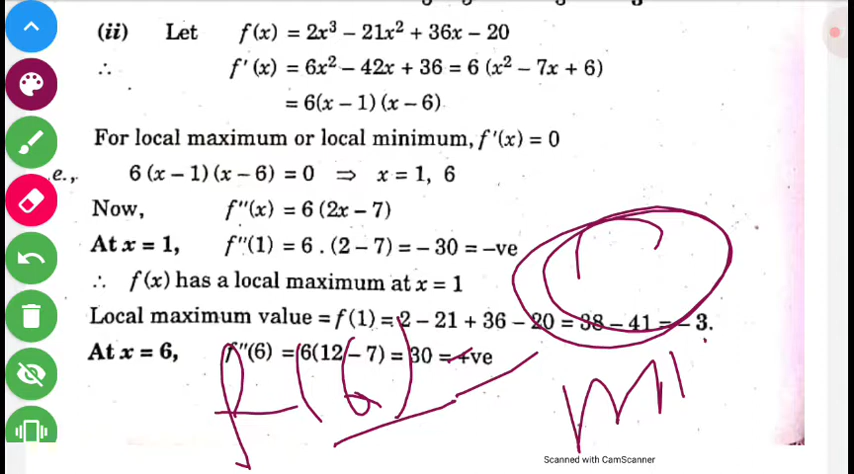 (ii) Let f(x) = 2x³ − 21x² + 36x − 20
∴ f'(x) = 6x² − 42x + 36 = 6 (x² − 7x + 6)
= 6(x − 1) (x − 6)
For local maximum or local minimum, f'(x) = 0
.e., 6 (x − 1) (x − 6) = 0 ⇒ x = 1, 6
Now, f''(x) = 6 (2x − 7)
At x = 1, f''(1) = 6 . (2 − 7) = − 30 = −ve
∴ f(x) has a local maximum at x = 1
Local maximum value = f(1) = 2 − 21 + 36 − 20 = 38 − 41 = − 3.
At x = 6, f''(6) = 6(12 − 7) = 30 = +ve
f(6)
Scanned with CamScanner